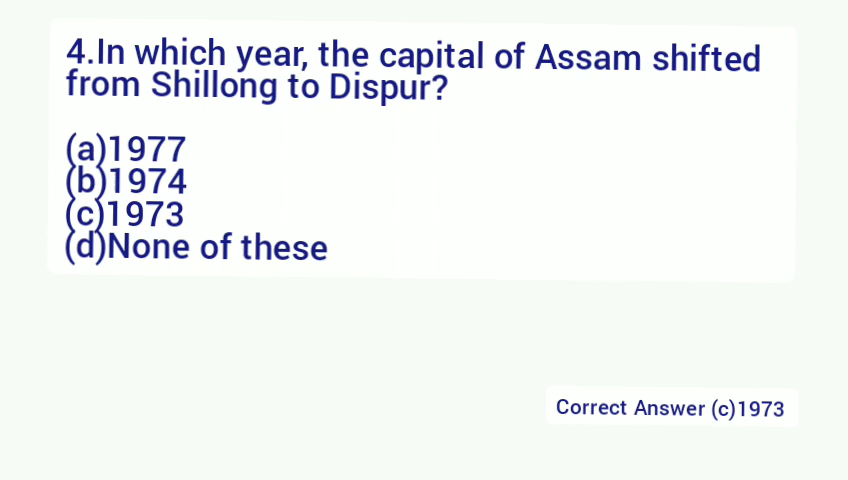 4.In which year, the capital of Assam shifted
from Shillong to Dispur?
(a)1977
(b)1974
(c)1973
(d)None of these
Correct Answer (c)1973